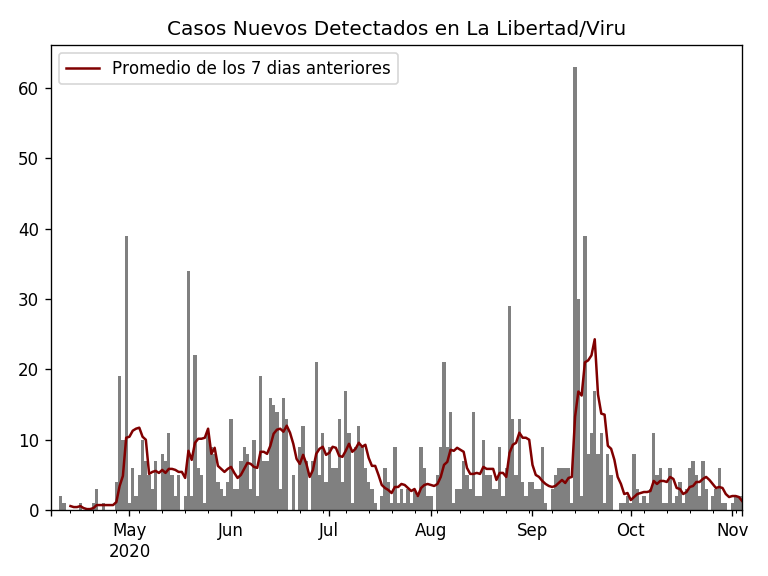 Casos Nuevos Detectados en La Libertad/Viru
Promedio de los 7 dias anteriores
60
50
40
30
20
10
0
May Jun Jul Aug Sep Oct Nov
2020